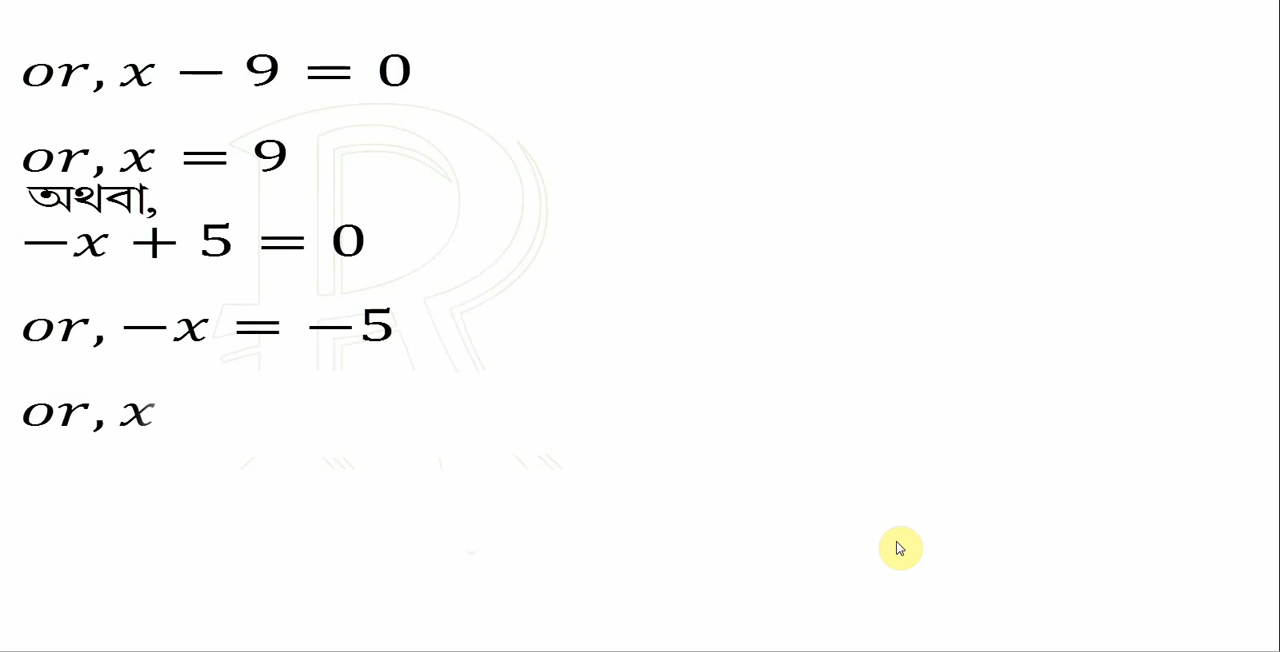 or, x − 9 = 0
or, x = 9
অথবা,
−x + 5 = 0
or, −x = −5
or, x